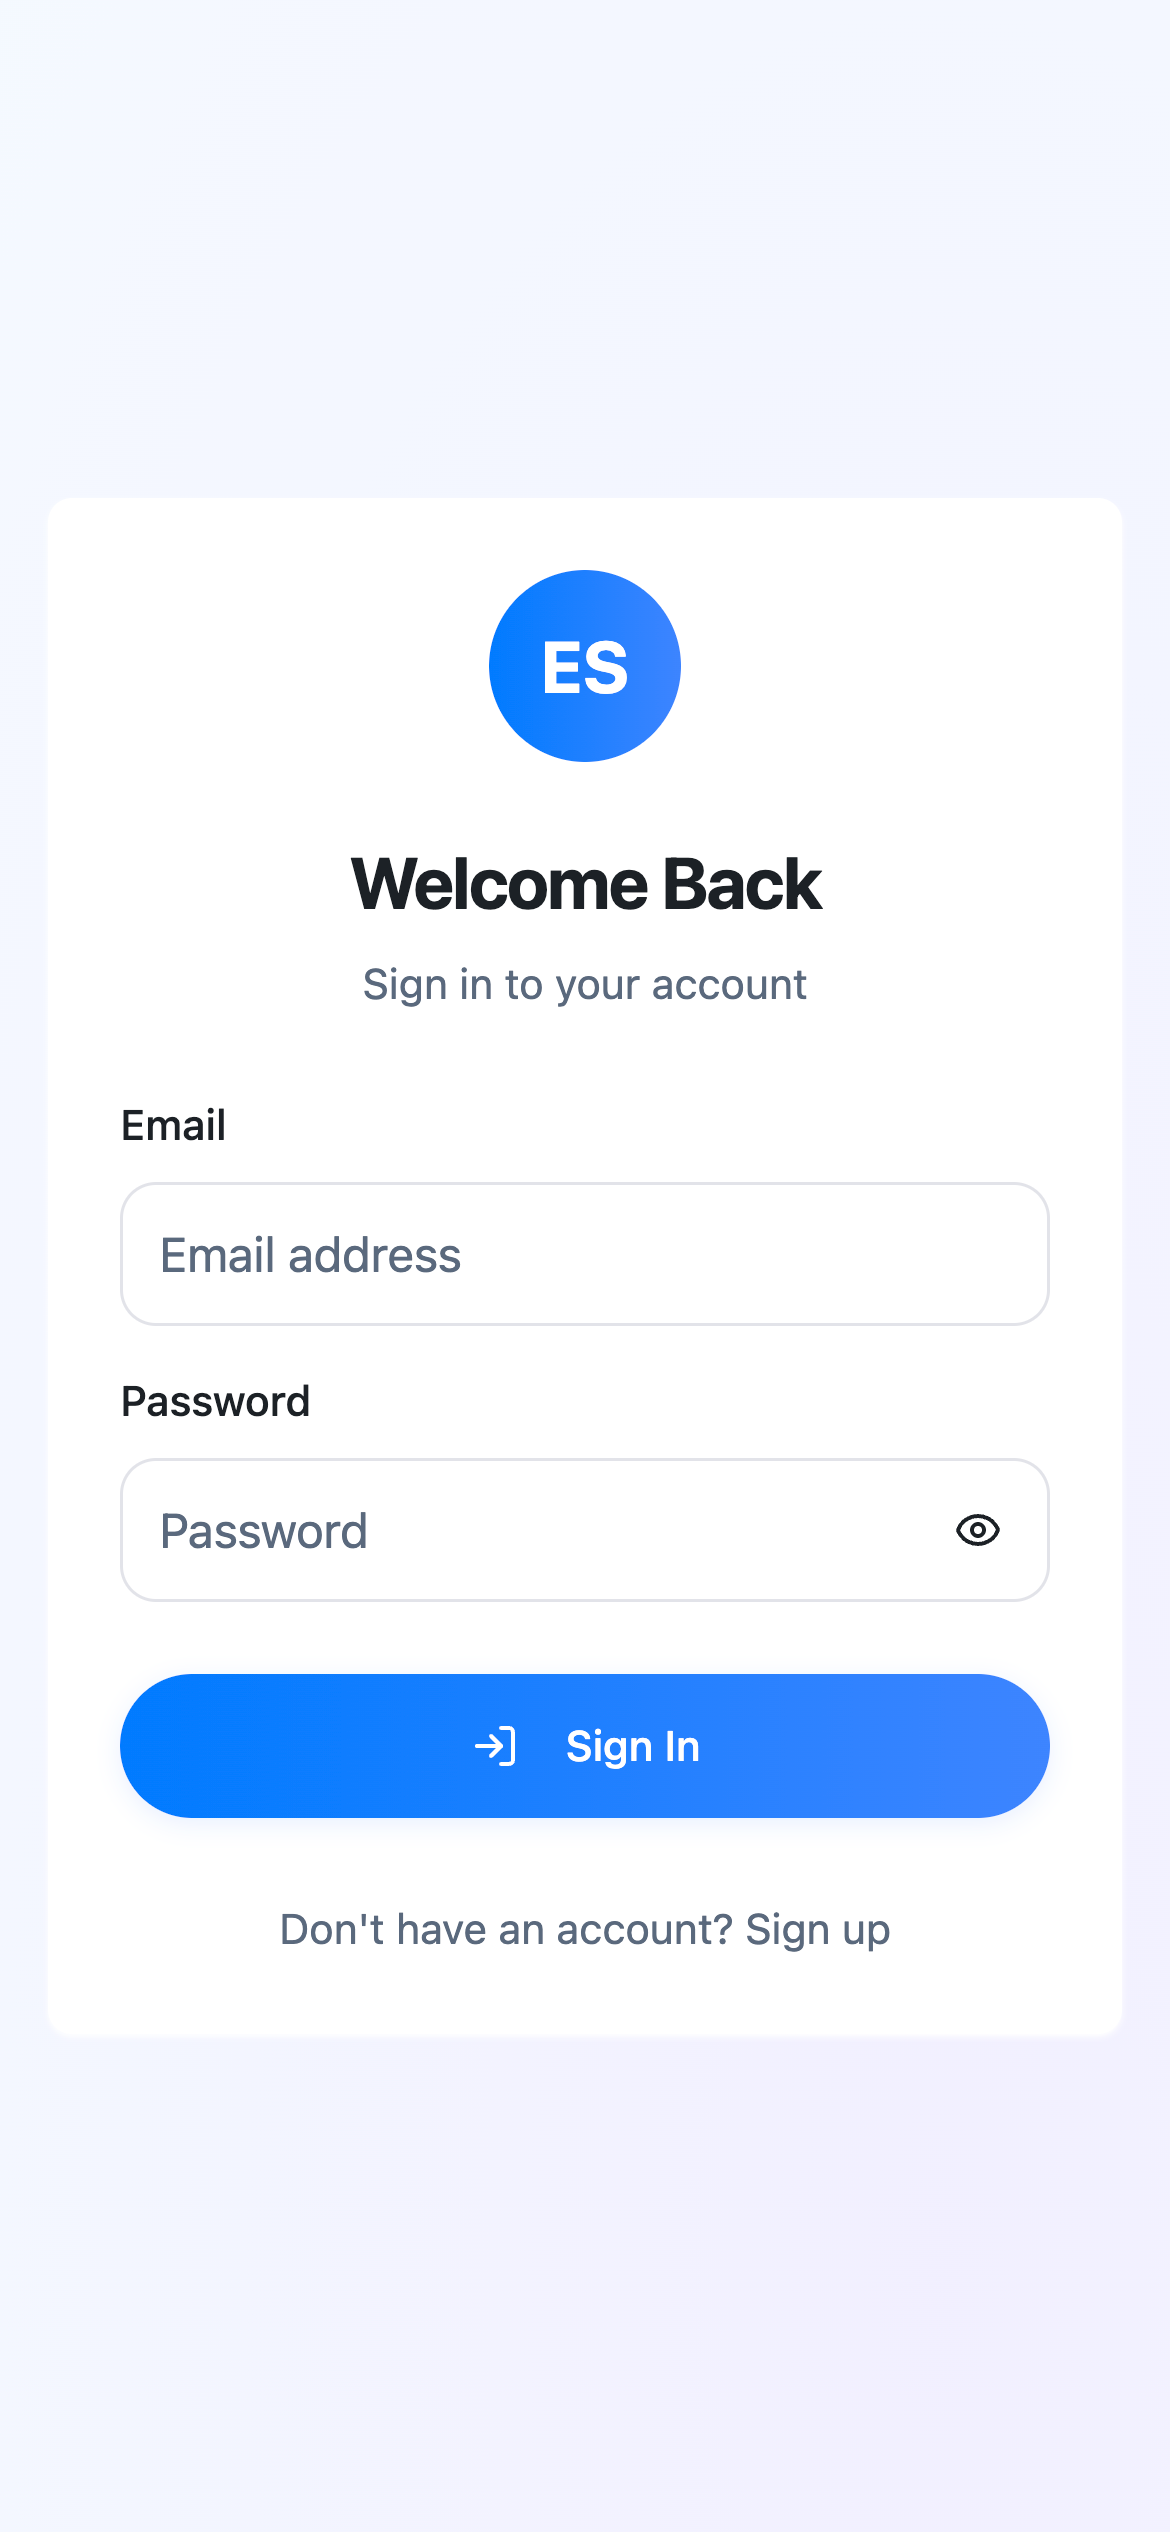 ES
Welcome Back
Sign in to your account
Email
Email address
Password
Password
Sign In
Don't have an account? Sign up